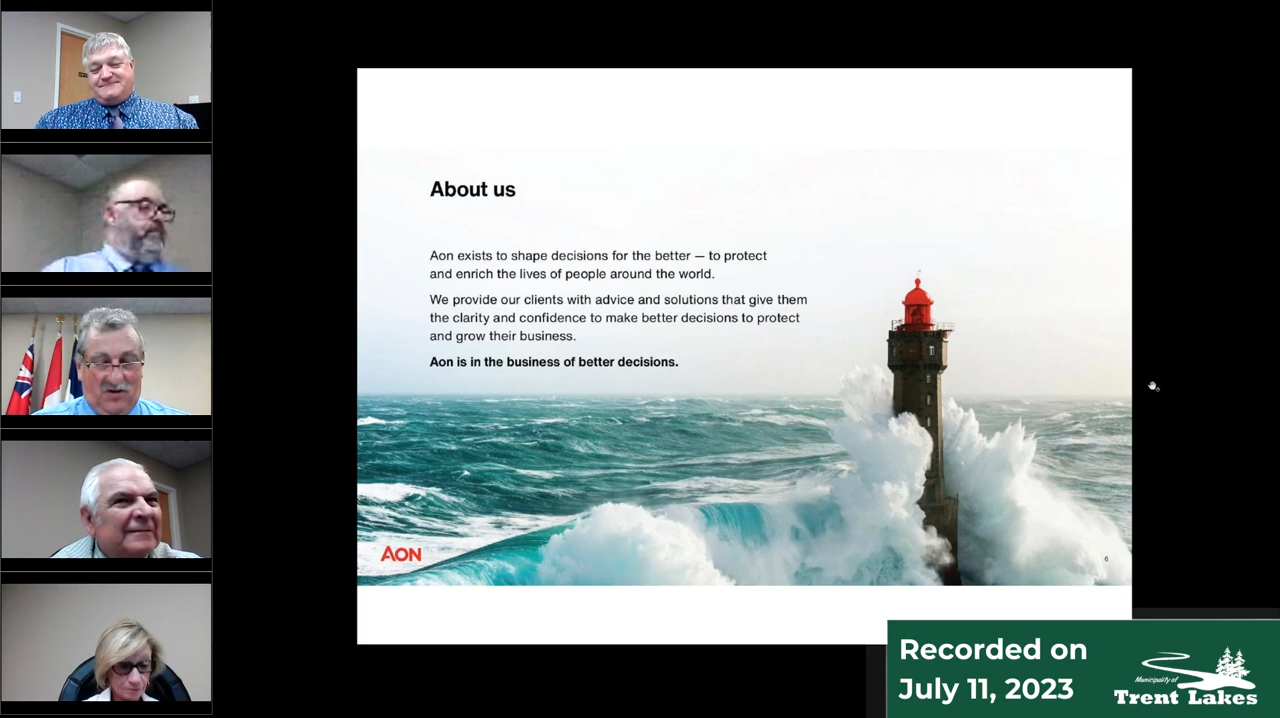 About us
Aon exists to shape decisions for the better — to protect
and enrich the lives of people around the world.
We provide our clients with advice and solutions that give them
the clarity and confidence to make better decisions to protect
and grow their business.
Aon is in the business of better decisions.
AON
6
Recorded on
July 11, 2023
Municipality of
Trent Lakes